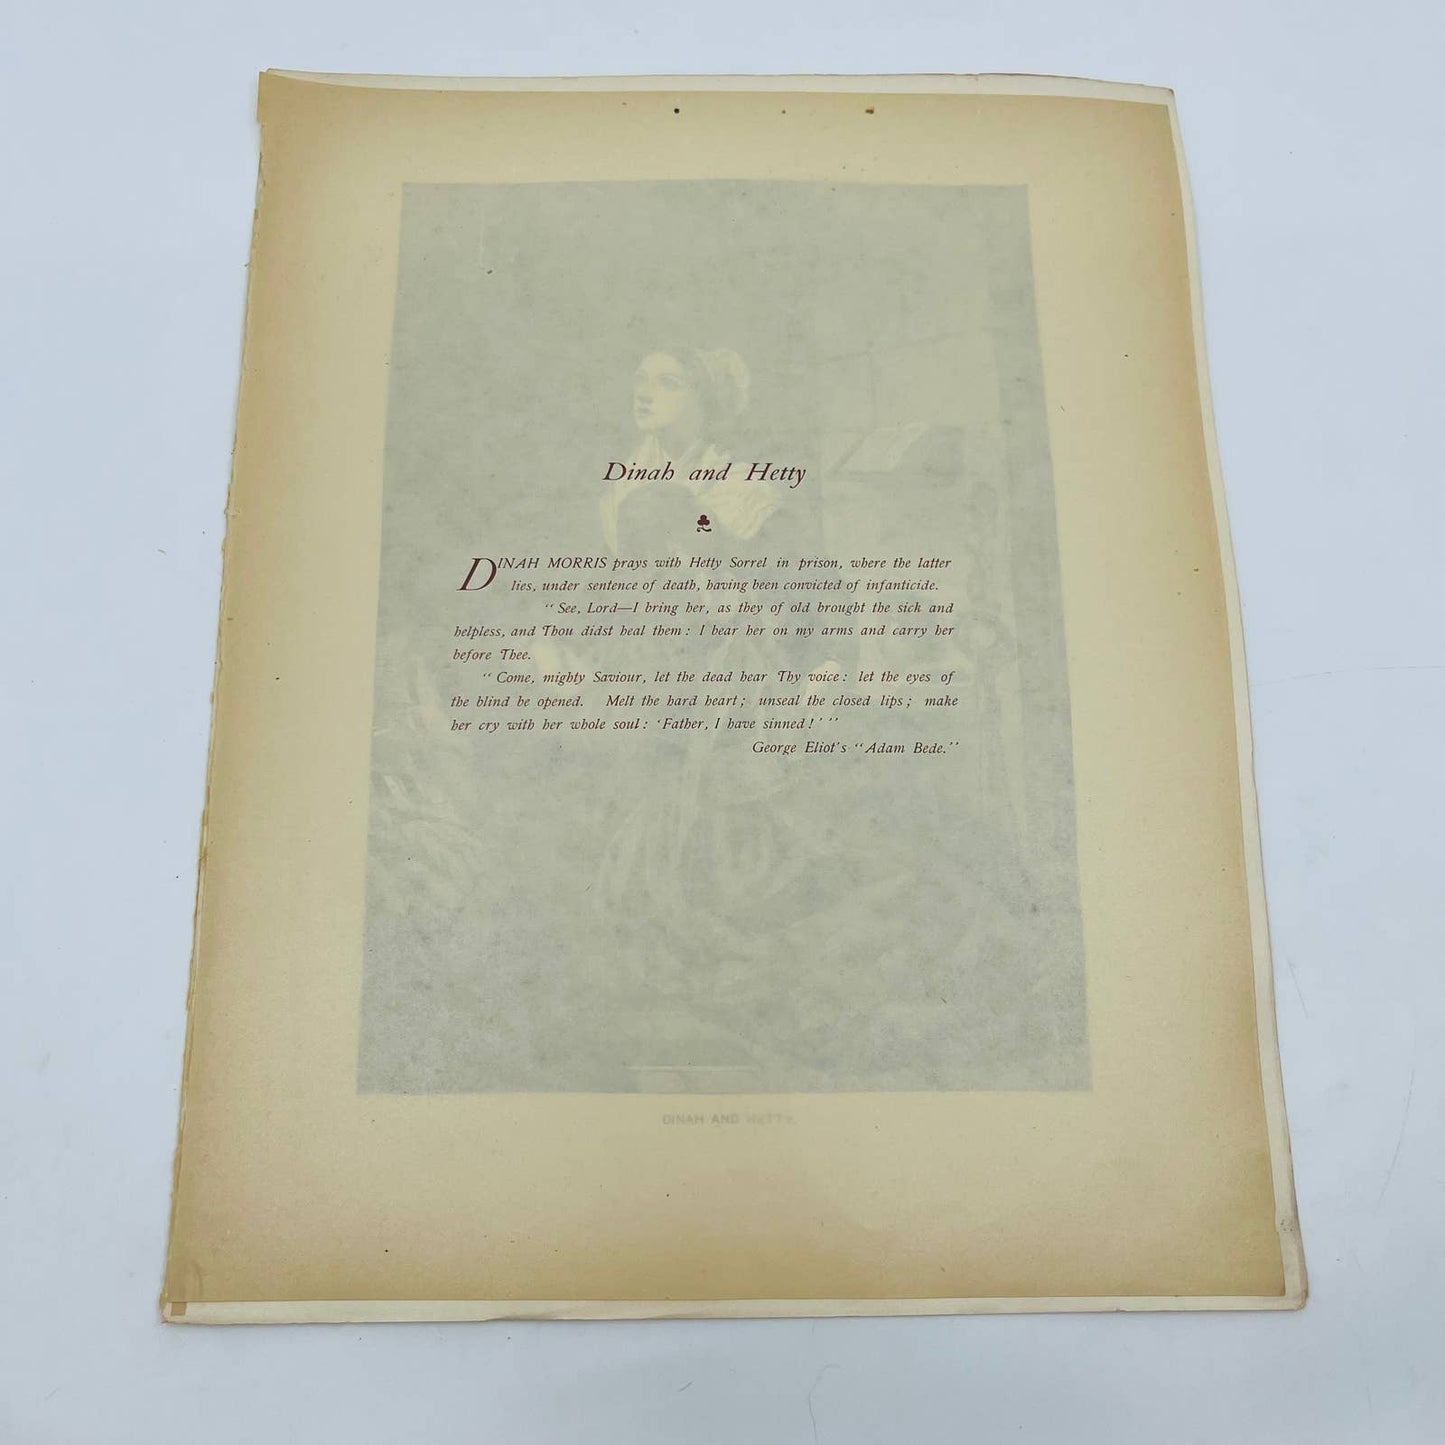 Dinah and Hetty
DINAH MORRIS prays with Hetty Sorrel in prison, where the latter
lies, under sentence of death, having been convicted of infanticide.
“ See, Lord—I bring her, as they of old brought the sick and
helpless, and Thou didst heal them : I bear her on my arms and carry her
before Thee.
“ Come, mighty Saviour, let the dead hear Thy voice : let the eyes of
the blind be opened. Melt the hard heart ; unseal the closed lips ; make
her cry with her whole soul : ‘Father, I have sinned ! ’ ”
George Eliot's “Adam Bede.”
DINAH AND HETTY.